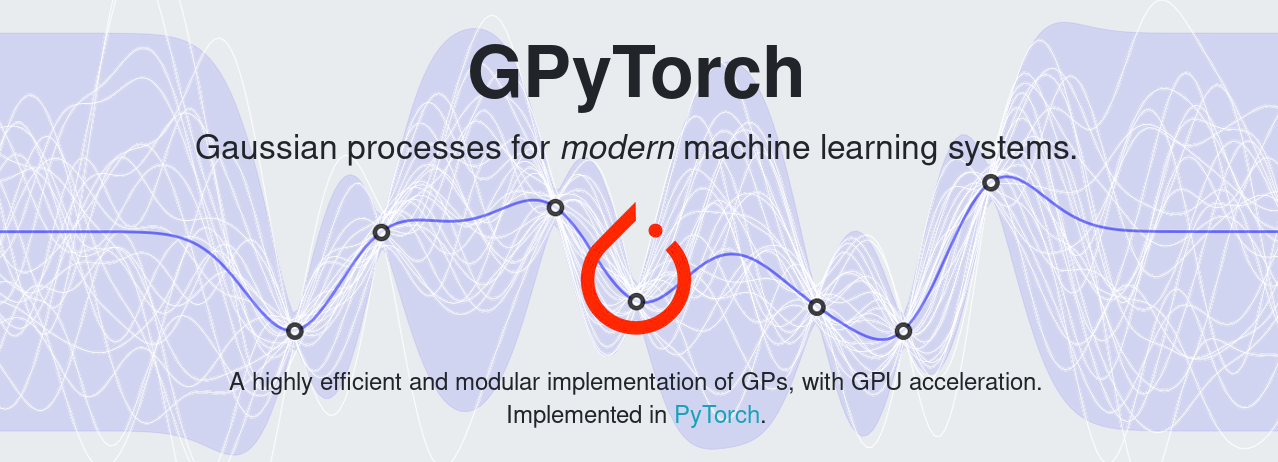 GPyTorch
Gaussian processes for modern machine learning systems.
A highly efficient and modular implementation of GPs, with GPU acceleration.
Implemented in PyTorch.